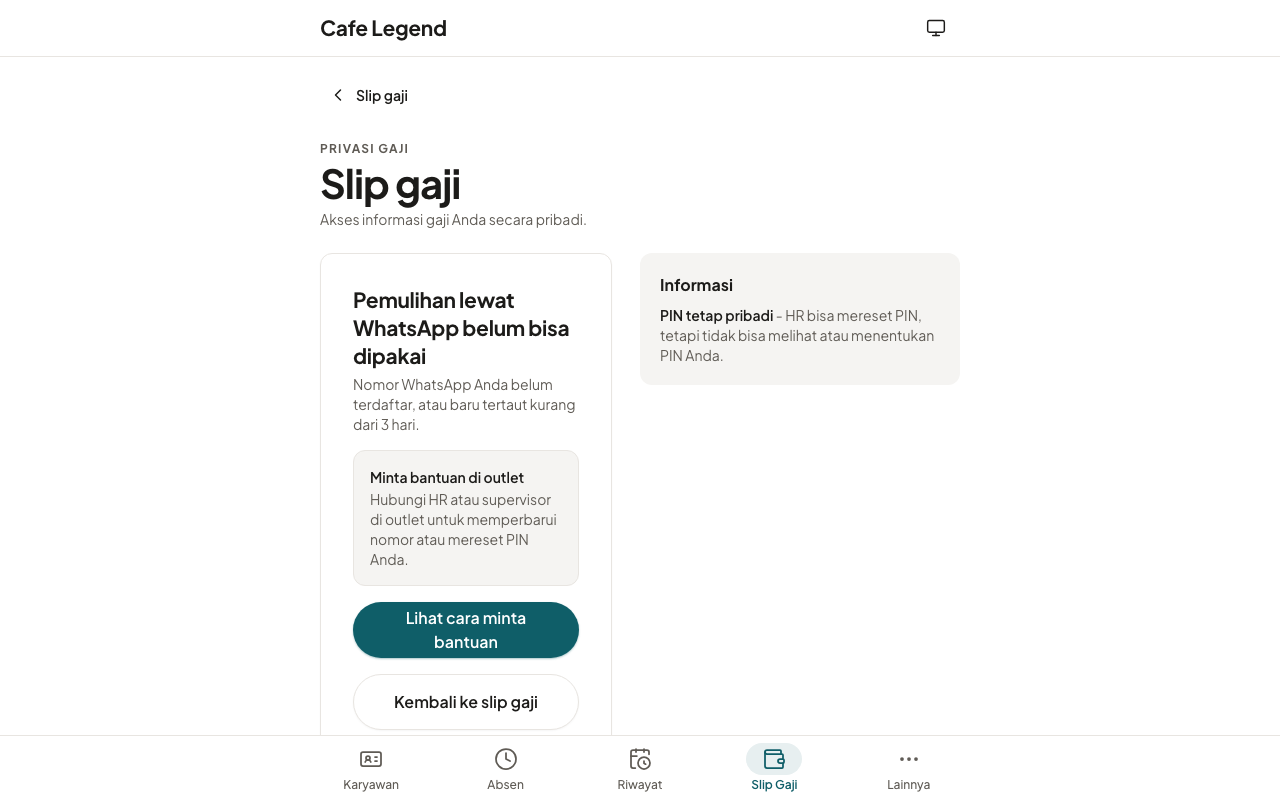 Cafe Legend
Slip gaji
PRIVASI GAJI
Slip gaji
Akses informasi gaji Anda secara pribadi.
Pemulihan lewat
WhatsApp belum bisa
dipakai
Nomor WhatsApp Anda belum
terdaftar, atau baru tertaut kurang
dari 3 hari.
Minta bantuan di outlet
Hubungi HR atau supervisor
di outlet untuk memperbarui
nomor atau mereset PIN
Anda.
Lihat cara minta
bantuan
Kembali ke slip gaji
Informasi
PIN tetap pribadi - HR bisa mereset PIN,
tetapi tidak bisa melihat atau menentukan
PIN Anda.
Karyawan
Absen
Riwayat
Slip Gaji
Lainnya